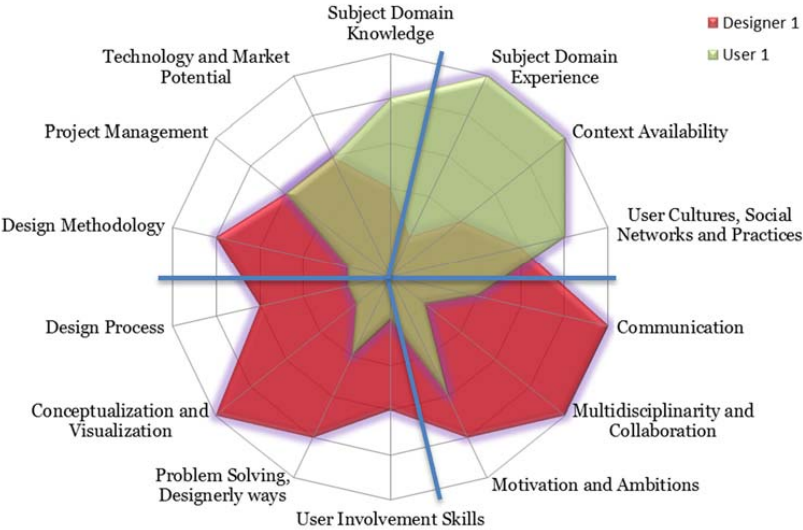 Subject Domain
Knowledge
Designer 1
User 1
Technology and Market
Potential
Subject Domain
Experience
Project Management
Context Availability
Design Methodology
User Cultures, Social
Networks and Practices
Design Process
Communication
Conceptualization and
Visualization
Multidisciplinarity and
Collaboration
Problem Solving,
Designerly ways
Motivation and Ambitions
User Involvement Skills